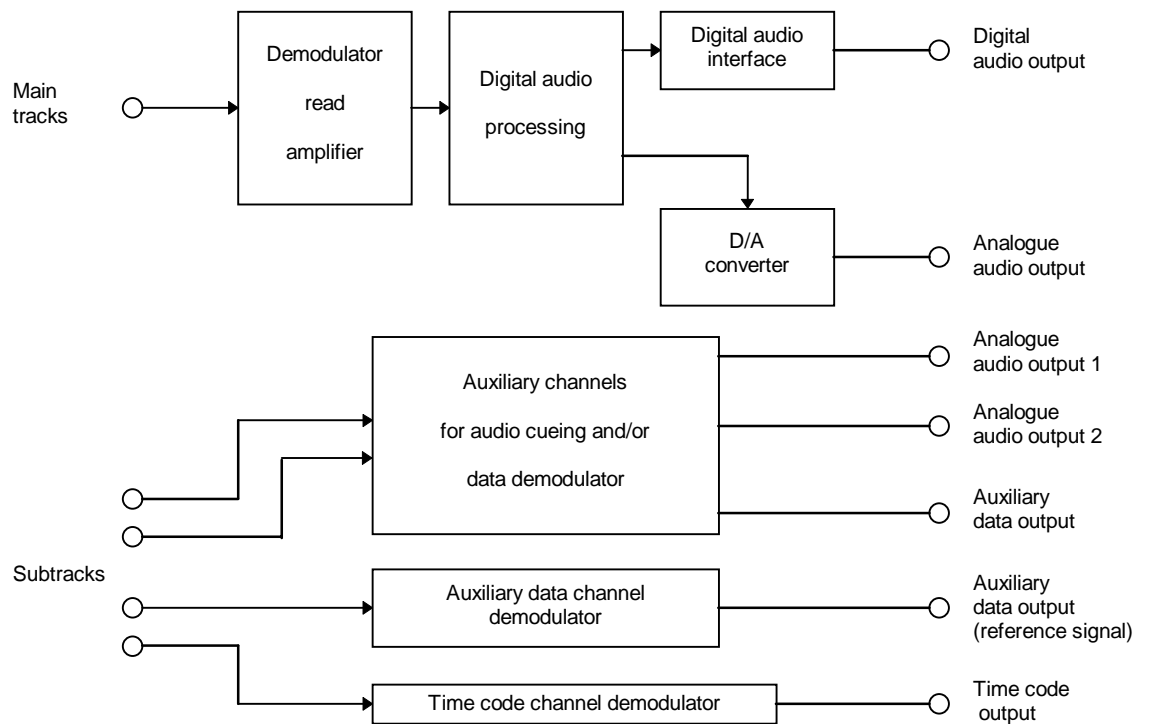 Main
tracks
Demodulator
read
amplifier
Digital audio
processing
Digital audio
interface
Digital
audio output
D/A
converter
Analogue
audio output
Subtracks
Auxiliary channels
for audio cueing and/or
data demodulator
Analogue
audio output 1
Analogue
audio output 2
Auxiliary
data output
Auxiliary data channel
demodulator
Auxiliary
data output
(reference signal)
Time code channel demodulator
Time code
output